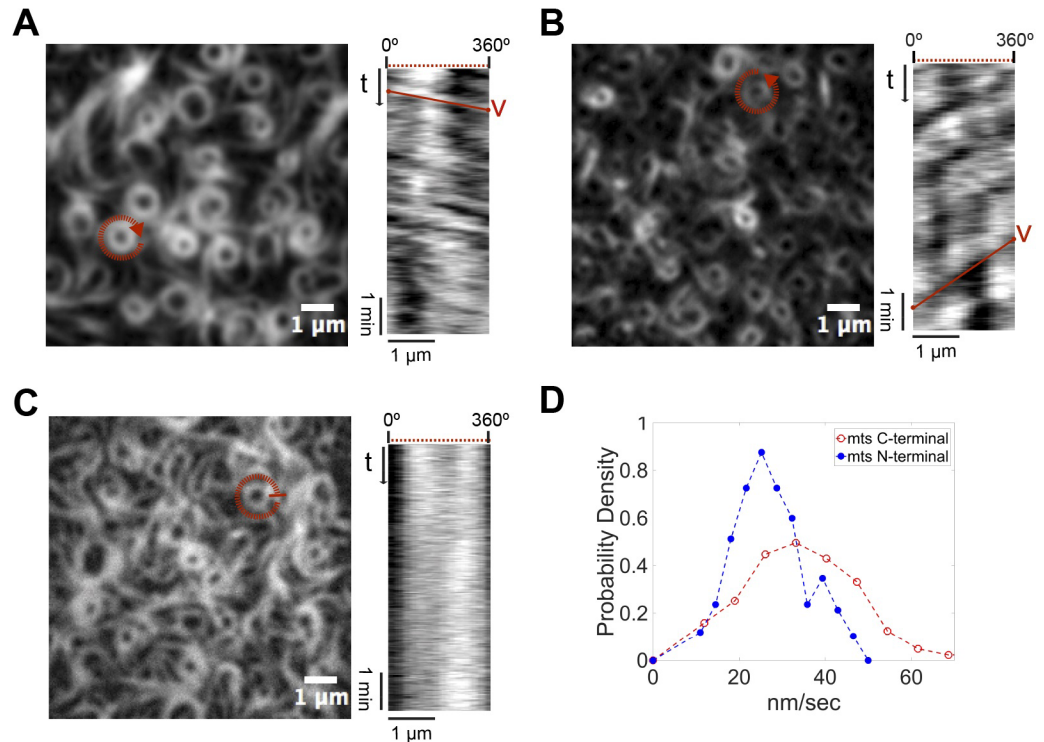 A
0º 360º
t
V
1 min
1 µm
1 µm
B
0º 360º
t
V
1 min
1 µm
1 µm
C
0º 360º
t
1 min
1 µm
1 µm
D
1
0.8
0.6
0.4
0.2
0
Probability Density
mts C-terminal
mts N-terminal
0 20 40 60
nm/sec